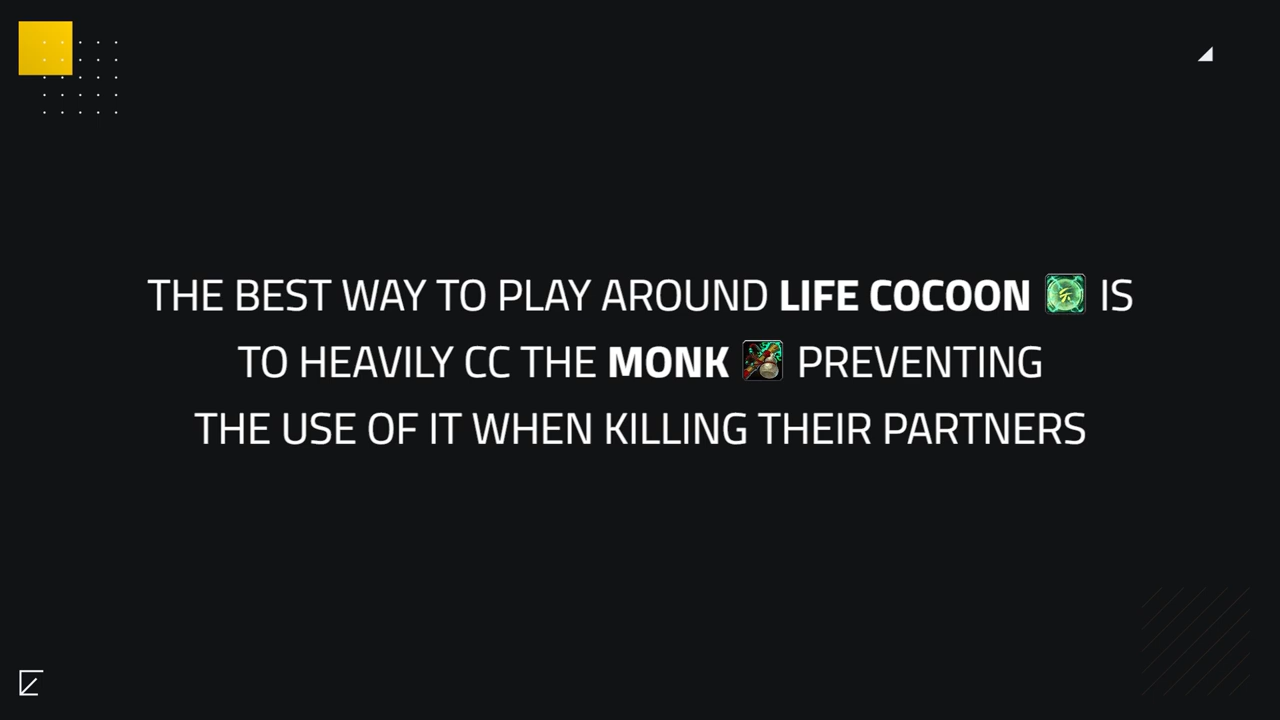 THE BEST WAY TO PLAY AROUND LIFE COCOON IS
TO HEAVILY CC THE MONK PREVENTING
THE USE OF IT WHEN KILLING THEIR PARTNERS